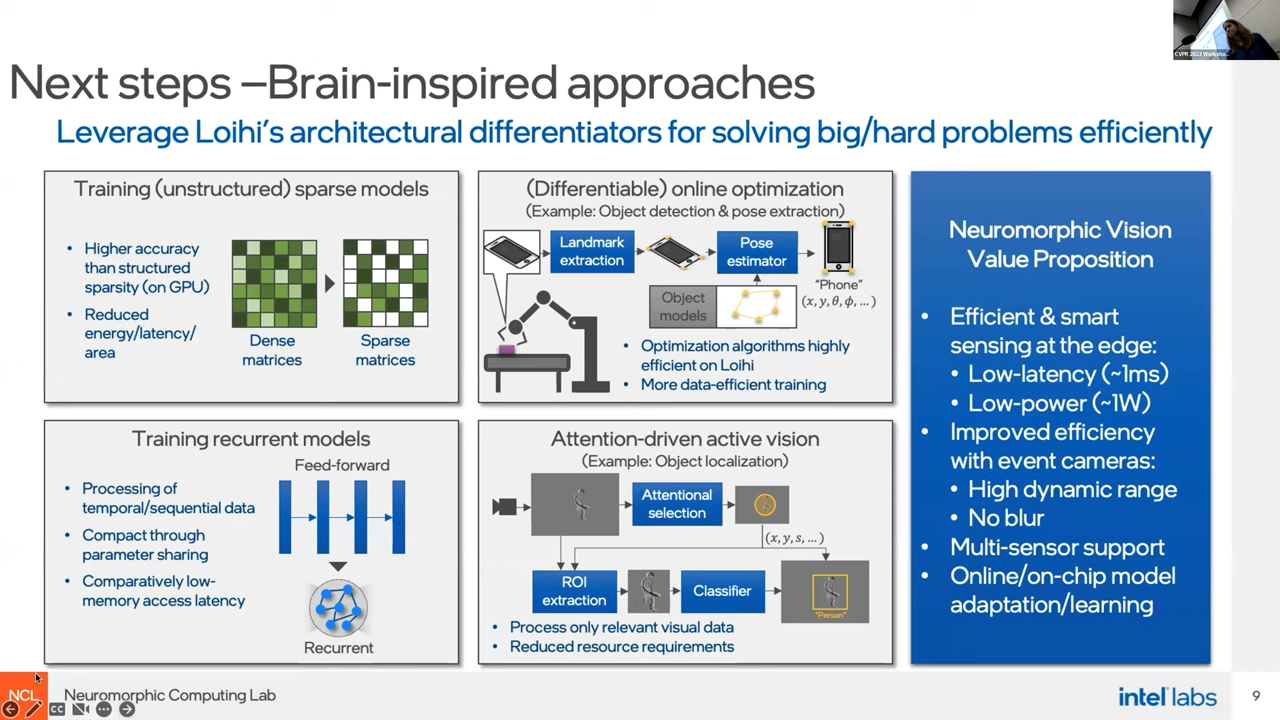 CVPR 2023 Worksho...
Next steps –Brain-inspired approaches
Leverage Loihi's architectural differentiators for solving big/hard problems efficiently
Training (unstructured) sparse models
• Higher accuracy
than structured
sparsity (on GPU)
• Reduced
energy/latency/
area
Dense
matrices
Sparse
matrices
(Differentiable) online optimization
(Example: Object detection & pose extraction)
Landmark
extraction
Pose
estimator
"Phone"
(x, y, θ, ϕ, ...)
Object
models
• Optimization algorithms highly
efficient on Loihi
• More data-efficient training
Training recurrent models
Feed-forward
• Processing of
temporal/sequential data
• Compact through
parameter sharing
• Comparatively low-
memory access latency
Recurrent
Attention-driven active vision
(Example: Object localization)
Attentional
selection
(x, y, s, ...)
ROI
extraction
Classifier
"Person"
• Process only relevant visual data
• Reduced resource requirements
Neuromorphic Vision
Value Proposition
• Efficient & smart
sensing at the edge:
• Low-latency (~1ms)
• Low-power (~1W)
• Improved efficiency
with event cameras:
• High dynamic range
• No blur
• Multi-sensor support
• Online/on-chip model
adaptation/learning
NCL
Neuromorphic Computing Lab
CC
intel labs
9